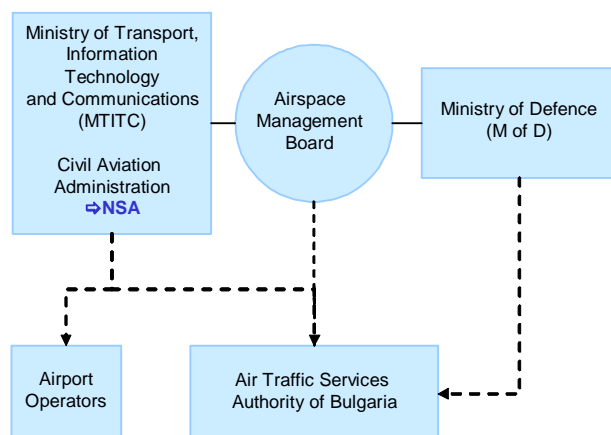 Ministry of Transport,
Information
Technology
and Communications
(MTITC)
Civil Aviation
Administration
⇨NSA
Airspace
Management
Board
Ministry of Defence
(M of D)
Airport
Operators
Air Traffic Services
Authority of Bulgaria